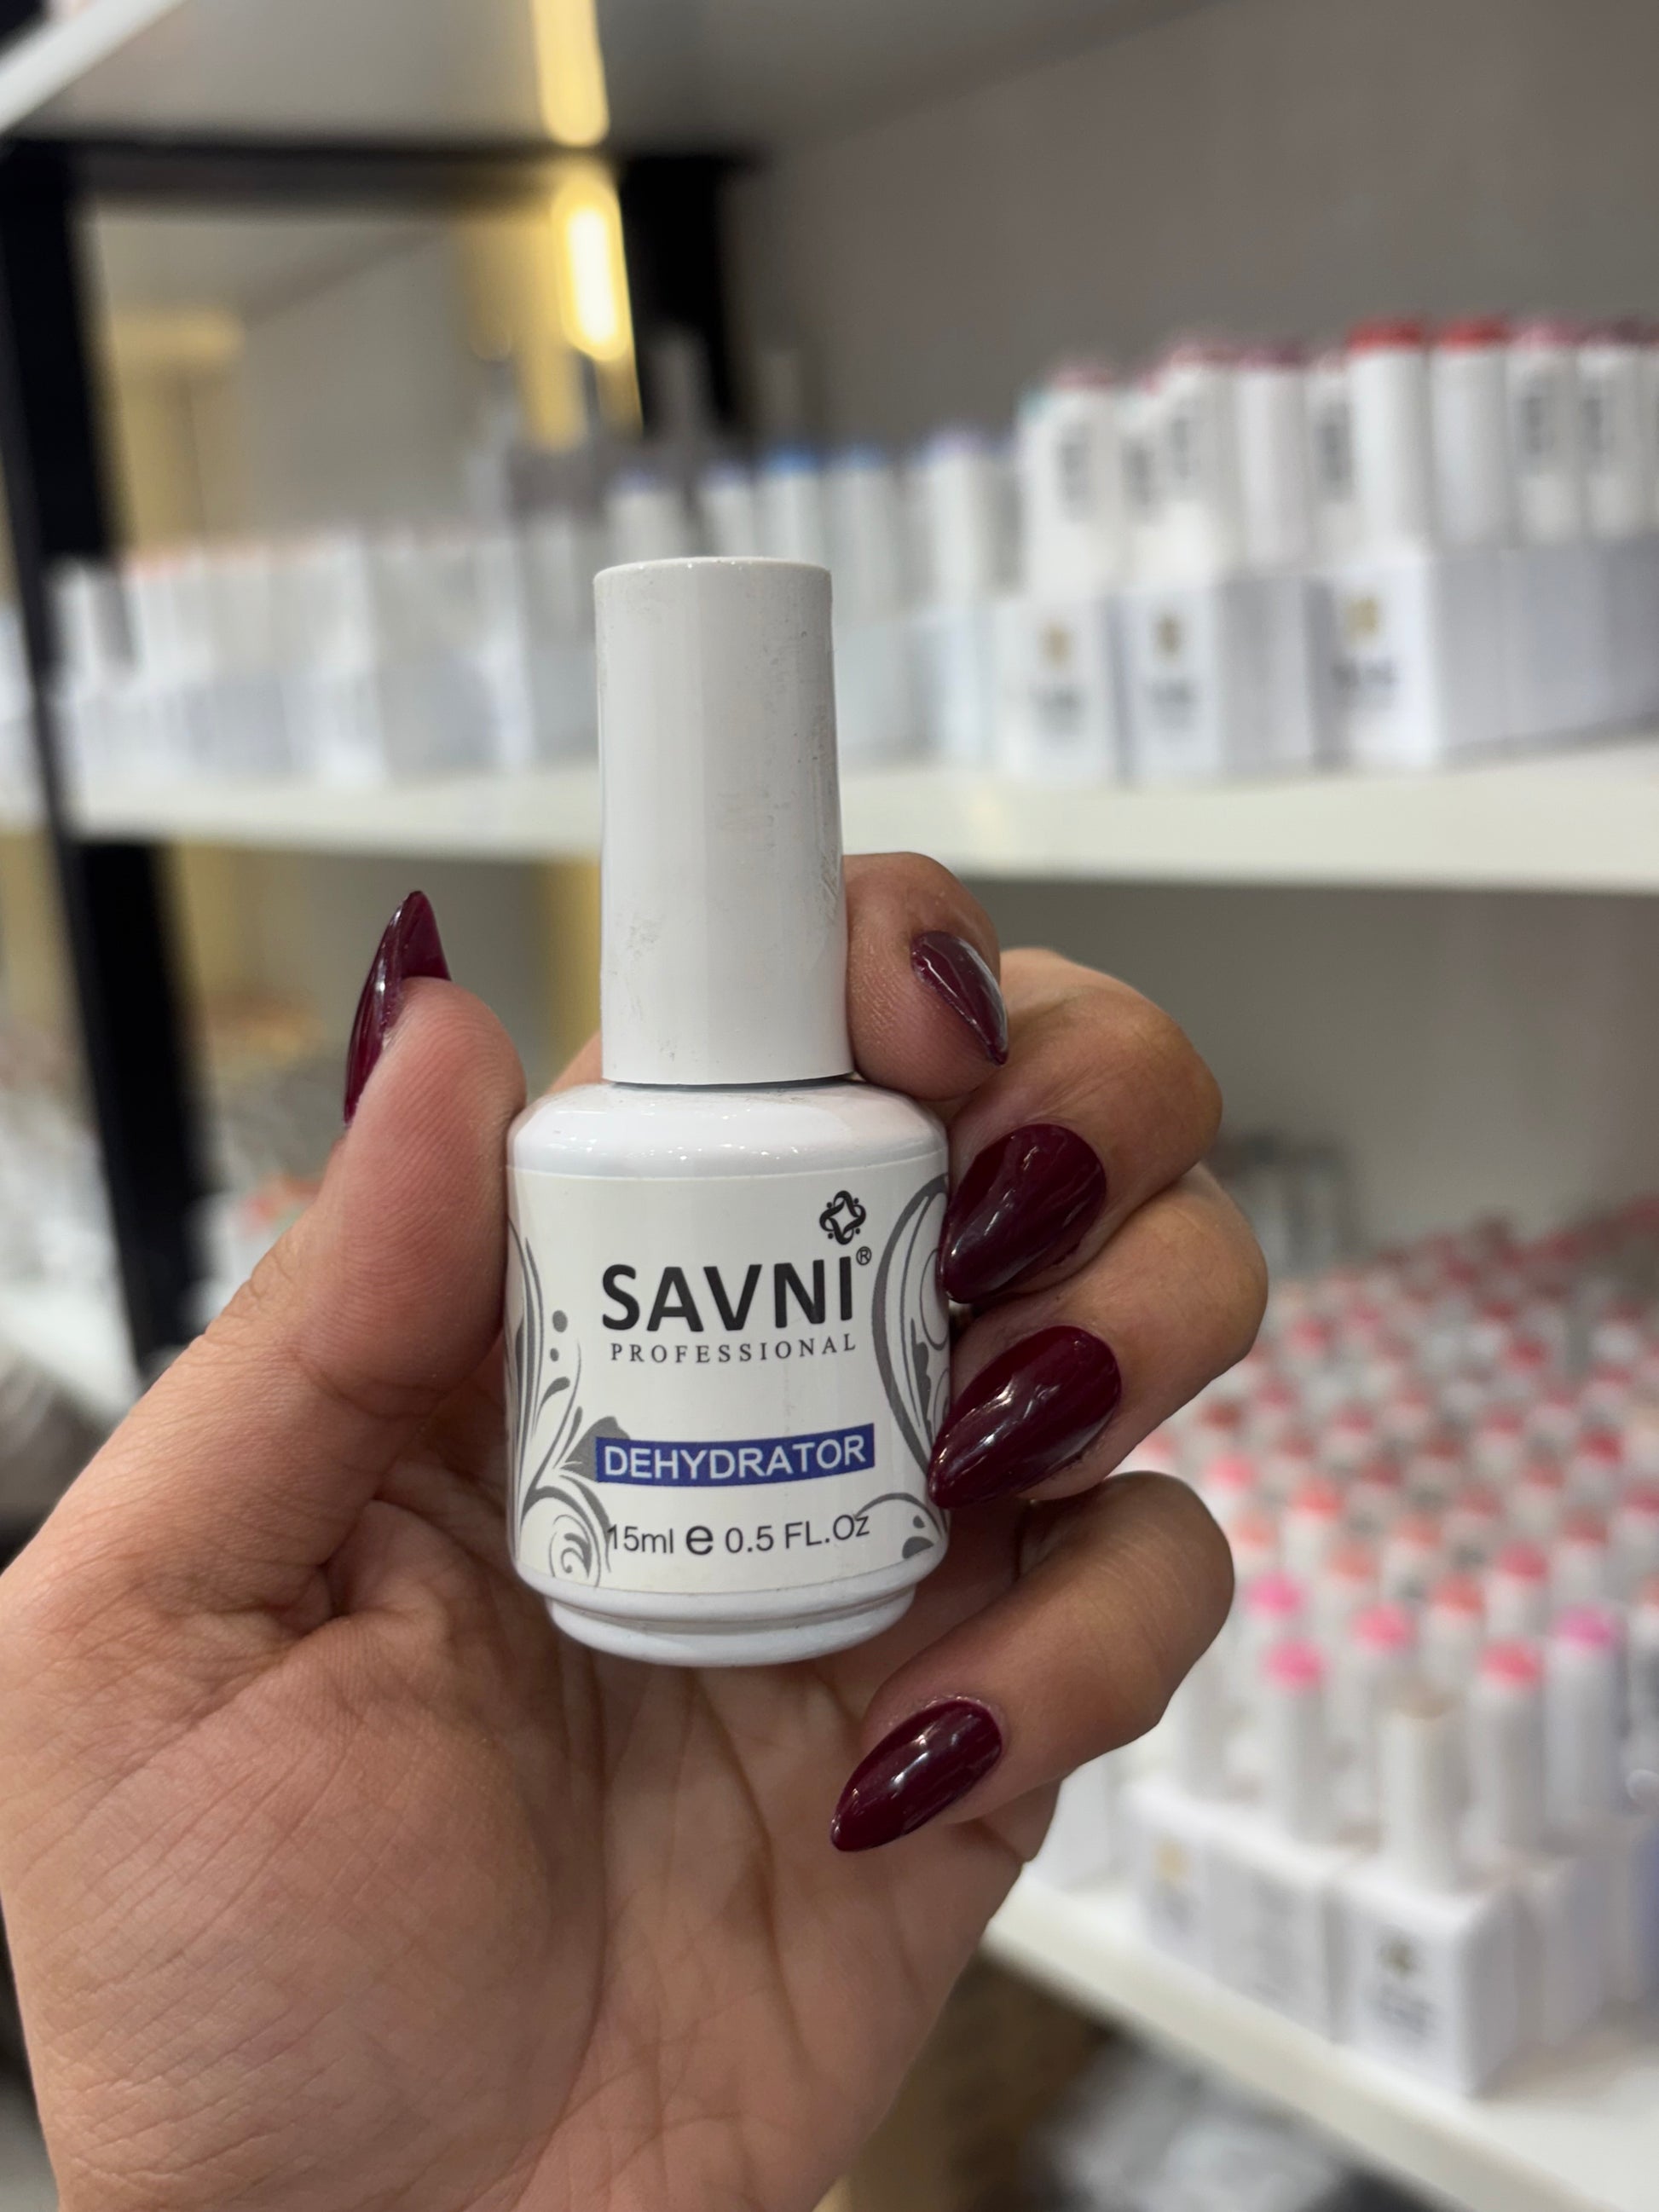 SAVNI®
PROFESSIONAL
DEHYDRATOR
15ml e 0.5 FL.Oz